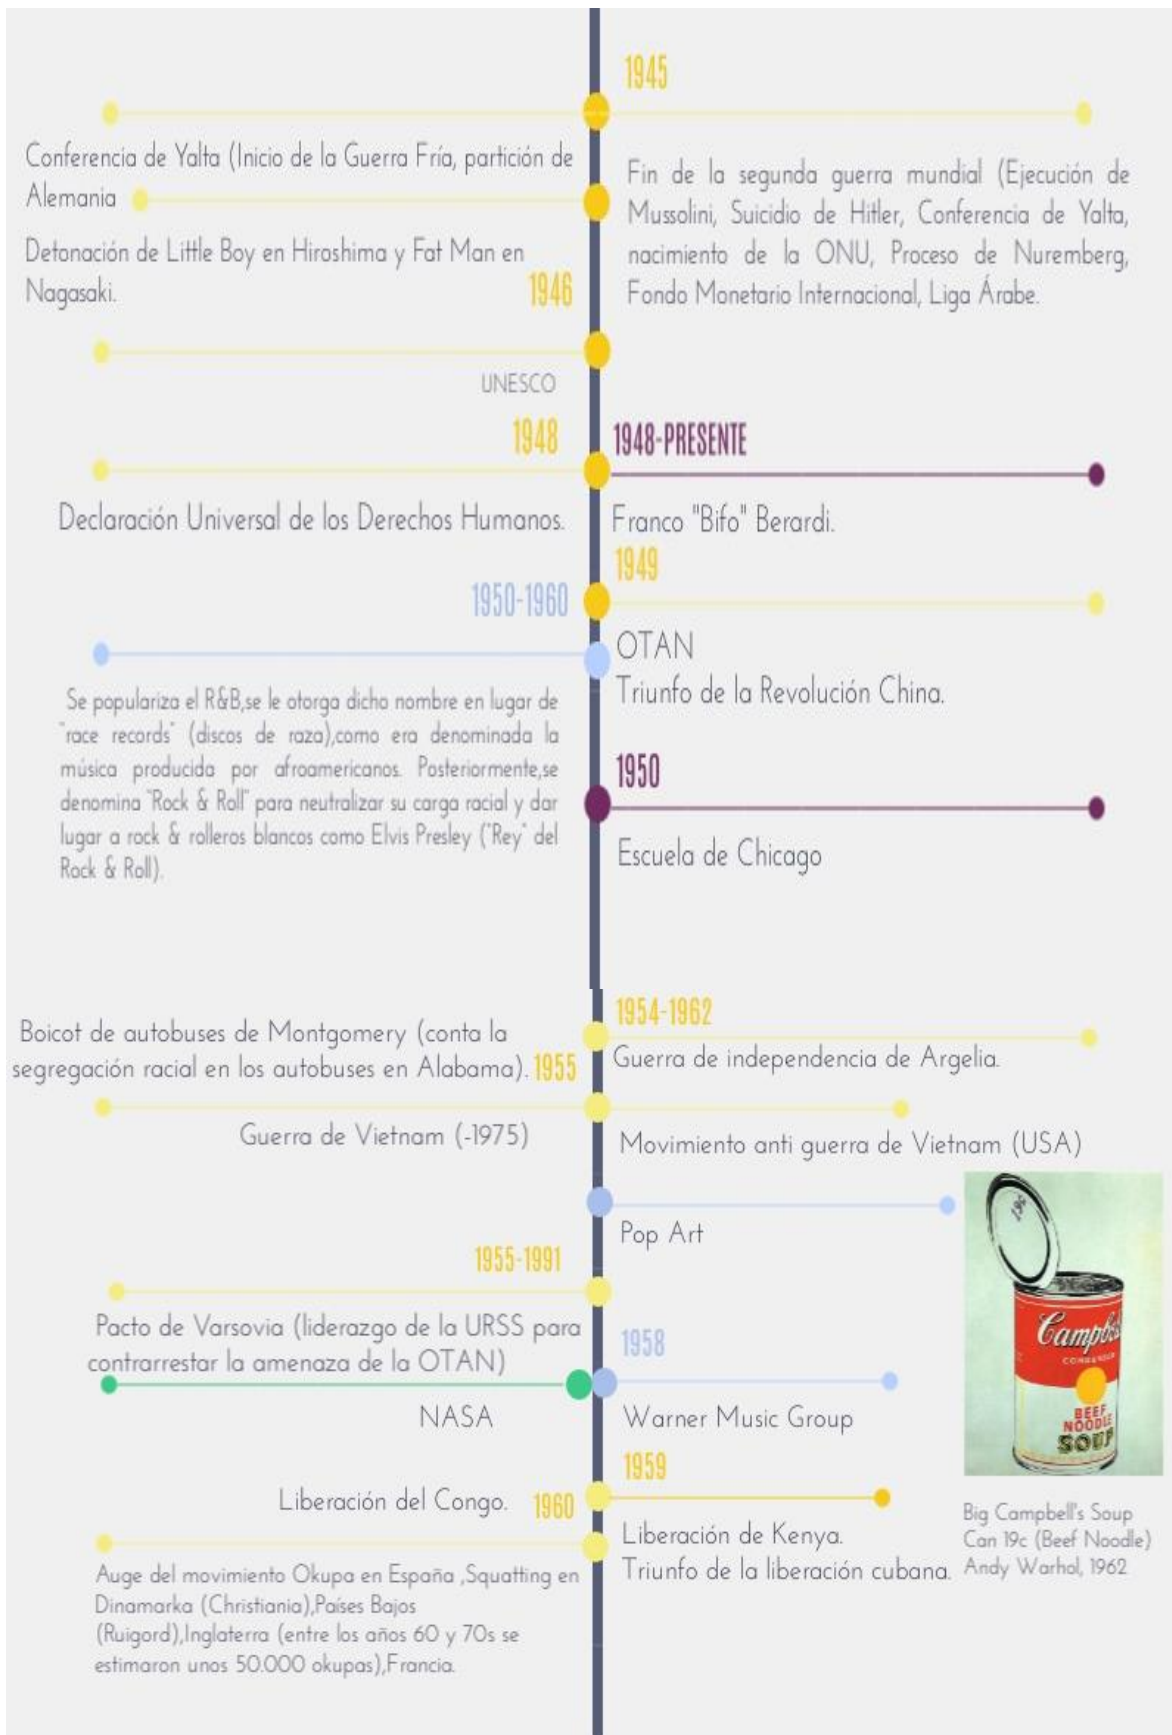 1945
Conferencia de Yalta (Inicio de la Guerra Fría, partición de
Alemania
Detonación de Little Boy en Hiroshima y Fat Man en
Nagasaki.
Fin de la segunda guerra mundial (Ejecución de
Mussolini, Suicidio de Hitler, Conferencia de Yalta,
nacimiento de la ONU, Proceso de Nuremberg,
Fondo Monetario Internacional, Liga Árabe.
1946
UNESCO
1948
Declaración Universal de los Derechos Humanos.
1948-PRESENTE
Franco "Bifo" Berardi.
1949
OTAN
Triunfo de la Revolución China.
1950-1960
Se populariza el R&B,se le otorga dicho nombre en lugar de
"race records" (discos de raza),como era denominada la
música producida por afroamericanos. Posteriormente,se
denomina "Rock & Roll" para neutralizar su carga racial y dar
lugar a rock & rolleros blancos como Elvis Presley ("Rey" del
Rock & Roll).
1950
Escuela de Chicago
1954-1962
Guerra de independencia de Argelia.
Boicot de autobuses de Montgomery (conta la
segregación racial en los autobuses en Alabama). 1955
Guerra de Vietnam (-1975)
Movimiento anti guerra de Vietnam (USA)
Pop Art
1955-1991
Pacto de Varsovia (liderazgo de la URSS para
contrarrestar la amenaza de la OTAN)
1958
NASA
Warner Music Group
1959
Liberación de Kenya.
Triunfo de la liberación cubana.
Liberación del Congo. 1960
Auge del movimiento Okupa en España ,Squatting en
Dinamarka (Christiania),Países Bajos
(Ruigord),Inglaterra (entre los años 60 y 70s se
estimaron unos 50.000 okupas),Francia.
19¢
Campbell
CONDENSED
BEEF
NOODLE
SOUP
Big Campbell's Soup
Can 19c (Beef Noodle)
Andy Warhol, 1962